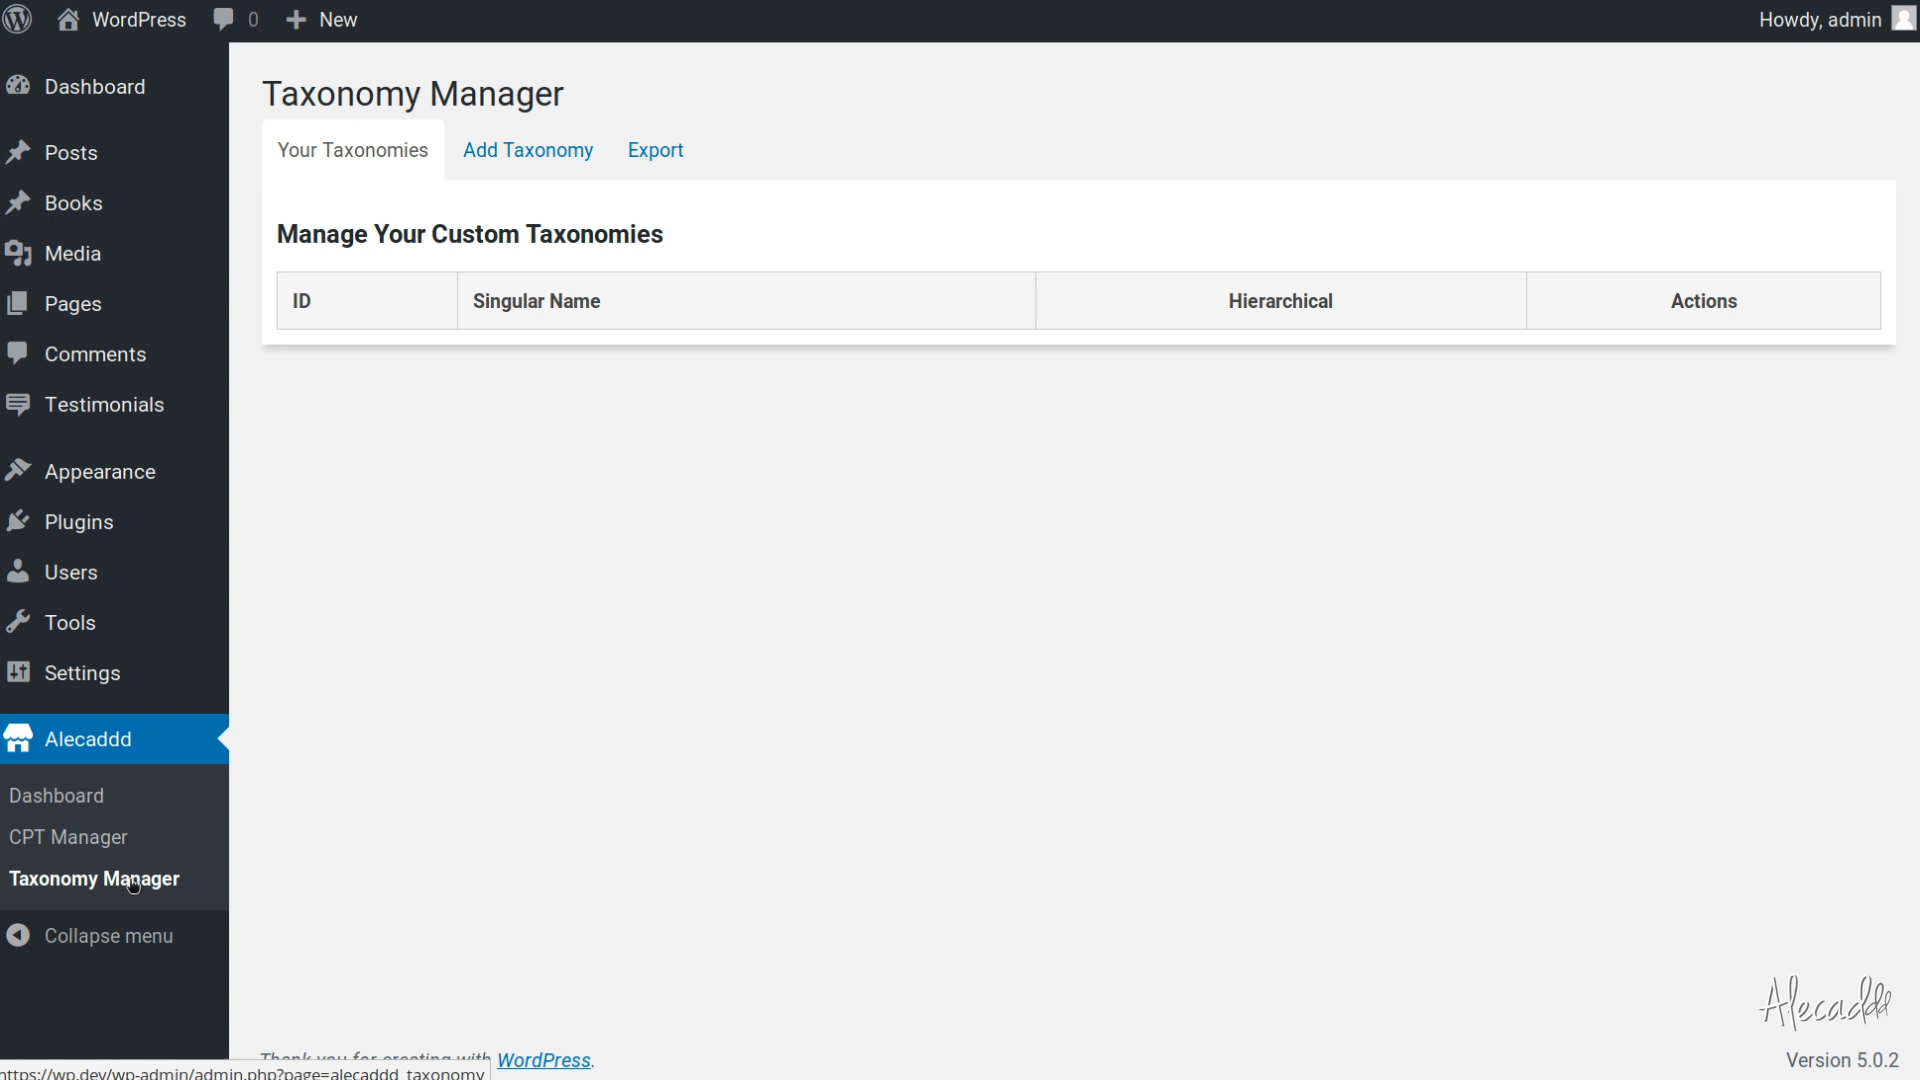 WordPress 0 New Howdy, admin
Dashboard
Posts
Books
Media
Pages
Comments
Testimonials
Appearance
Plugins
Users
Tools
Settings
Alecaddd
Dashboard
CPT Manager
Taxonomy Manager
Collapse menu
Taxonomy Manager
Your Taxonomies Add Taxonomy Export
Manage Your Custom Taxonomies
ID Singular Name Hierarchical Actions
Alecaddd
Thank you for creating with WordPress.
Version 5.0.2
https://wp.dev/wp-admin/admin.php?page=alecaddd_taxonomy